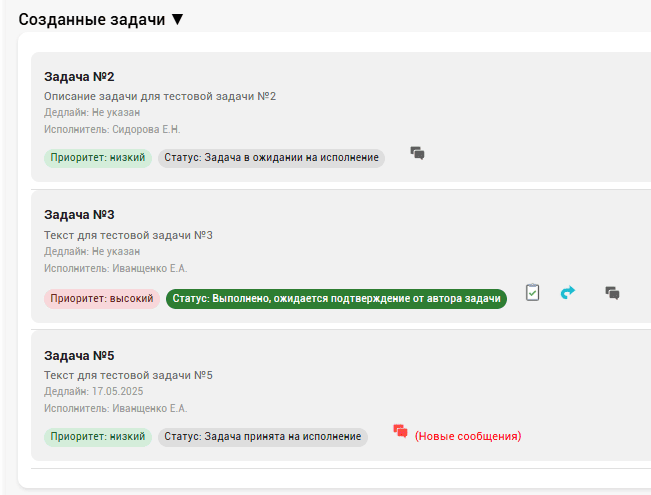 Созданные задачи ▼
Задача №2
Описание задачи для тестовой задачи №2
Дедлайн: Не указан
Исполнитель: Сидорова Е.Н.
Приоритет: низкий Статус: Задача в ожидании на исполнение
Задача №3
Текст для тестовой задачи №3
Дедлайн: Не указан
Исполнитель: Иванщенко Е.А.
Приоритет: высокий Статус: Выполнено, ожидается подтверждение от автора задачи
Задача №5
Текст для тестовой задачи №5
Дедлайн: 17.05.2025
Исполнитель: Иванщенко Е.А.
Приоритет: низкий Статус: Задача принята на исполнение (Новые сообщения)